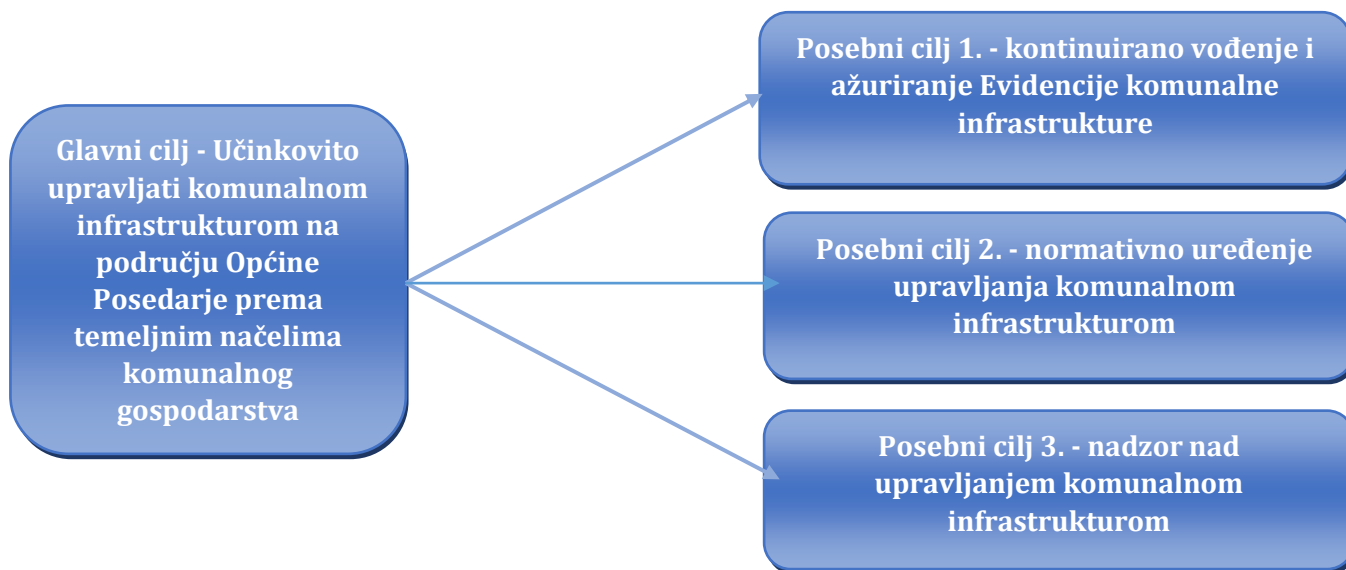 Glavni cilj - Učinkovito
upravljati komunalnom
infrastrukturom na
području Općine
Posedarje prema
temeljnim načelima
komunalnog
gospodarstva
Posebni cilj 1. - kontinuirano vođenje i
ažuriranje Evidencije komunalne
infrastrukture
Posebni cilj 2. - normativno uređenje
upravljanja komunalnom
infrastrukturom
Posebni cilj 3. - nadzor nad
upravljanjem komunalnom
infrastrukturom